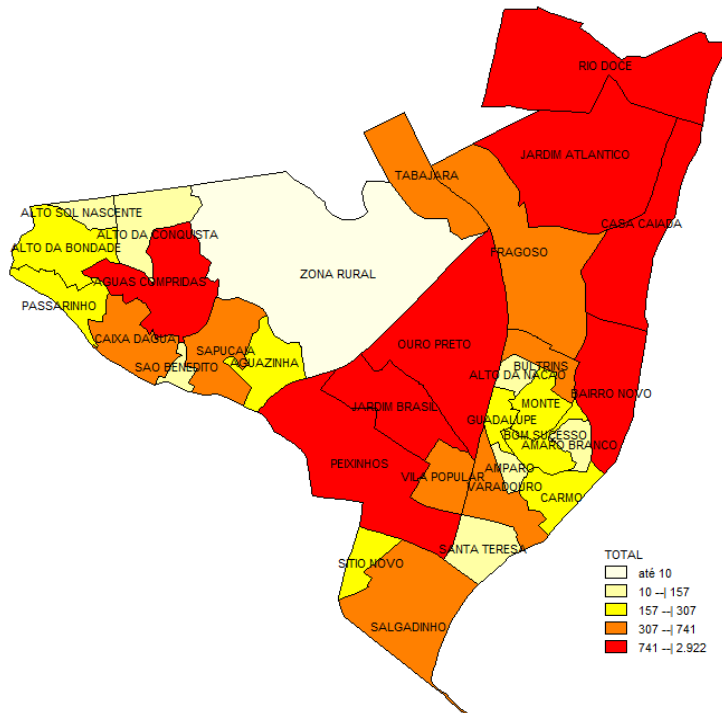 RIO DOCE
JARDIM ATLANTICO
TABAJARA
ALTO SOL NASCENTE
CASA CAIADA
ALTO DA CONQUISTA
ALTO DA BONDADE
FRAGOSO
ZONA RURAL
AGUAS COMPRIDAS
PASSARINHO
CAIXA DAGUA
OURO PRETO
SAPUCAIA
AGUAZINHA
SAO BENEDITO
BULTRINS
ALTO DA NACAO
BAIRRO NOVO
MONTE
JARDIM BRASIL
GUADALUPE
BOM SUCESSO
AMARO BRANCO
PEIXINHOS
AMPARO
VILA POPULAR
VARADOURO
CARMO
SANTA TERESA
SITIO NOVO
SALGADINHO
TOTAL
até 10
10 --| 157
157 --| 307
307 --| 741
741 --| 2.922